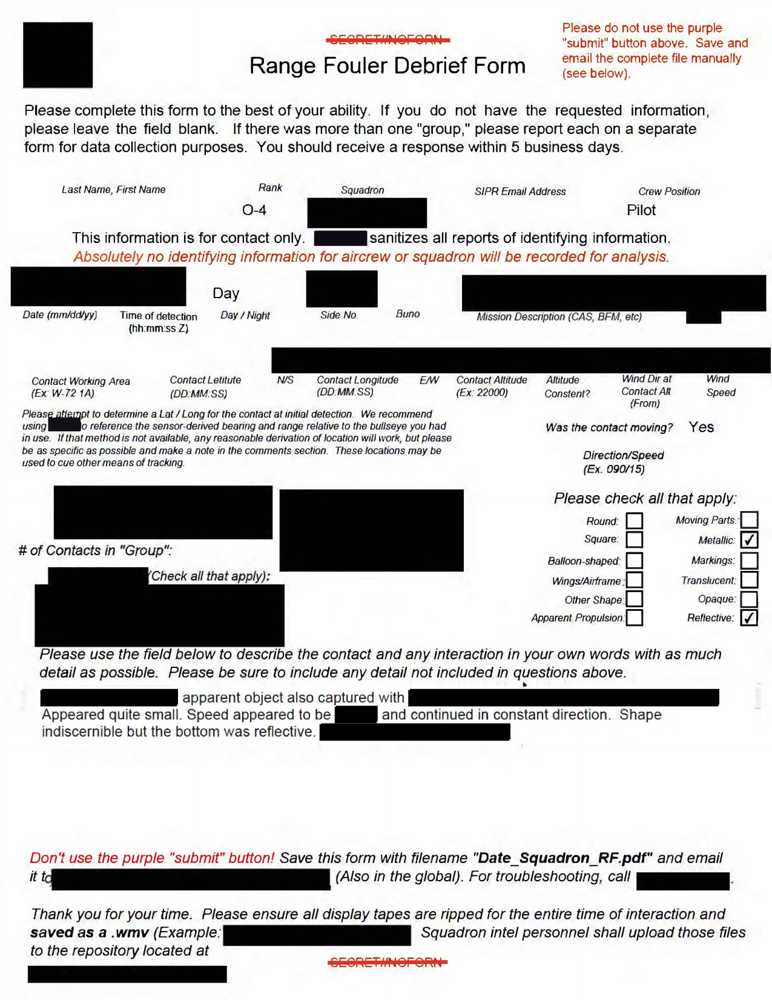 SECRET//NOFORN
Please do not use the purple
"submit" button above. Save and
email the complete file manually
(see below).
Range Fouler Debrief Form
Please complete this form to the best of your ability. If you do not have the requested information,
please leave the field blank. If there was more than one "group," please report each on a separate
form for data collection purposes. You should receive a response within 5 business days.
Last Name, First Name Rank Squadron SIPR Email Address Crew Position
O-4 Pilot
This information is for contact only. sanitizes all reports of identifying information.
Absolutely no identifying information for aircrew or squadron will be recorded for analysis.
Day
Date (mm/dd/yy) Time of detection Day / Night Side No. Buno Mission Description (CAS, BFM, etc)
(hh:mm:ss Z)
Contact Working Area Contact Letitute N/S Contact Longitude E/W Contact Altitude Altitude Wind Dir at Wind
(Ex: W-72 1A) (DD:MM:SS) (DD:MM:SS) (Ex: 22000) Constent? Contact Alt Speed
(From)
Please attempt to determine a Lat / Long for the contact at initial detection. We recommend
using o reference the sensor-derived bearing and range relative to the bullseye you had
in use. If that method is not available, any reasonable derivation of location will work, but please
be as specific as possible and make a note in the comments section. These locations may be
used to cue other means of tracking.
Was the contact moving? Yes
Direction/Speed
(Ex. 090/15)
Please check all that apply:
Round: Moving Parts:
Square: Metallic: ✓
Balloon-shaped: Markings:
Wings/Airframe: Translucent:
Other Shape: Opaque:
Apparent Propulsion: Reflective: ✓
# of Contacts in "Group":
(Check all that apply):
Please use the field below to describe the contact and any interaction in your own words with as much
detail as possible. Please be sure to include any detail not included in questions above.
apparent object also captured with
Appeared quite small. Speed appeared to be and continued in constant direction. Shape
indiscernible but the bottom was reflective.
Don't use the purple "submit" button! Save this form with filename "Date_Squadron_RF.pdf" and email
it to (Also in the global). For troubleshooting, call .
Thank you for your time. Please ensure all display tapes are ripped for the entire time of interaction and
saved as a .wmv (Example: Squadron intel personnel shall upload those files
to the repository located at
SECRET//NOFORN